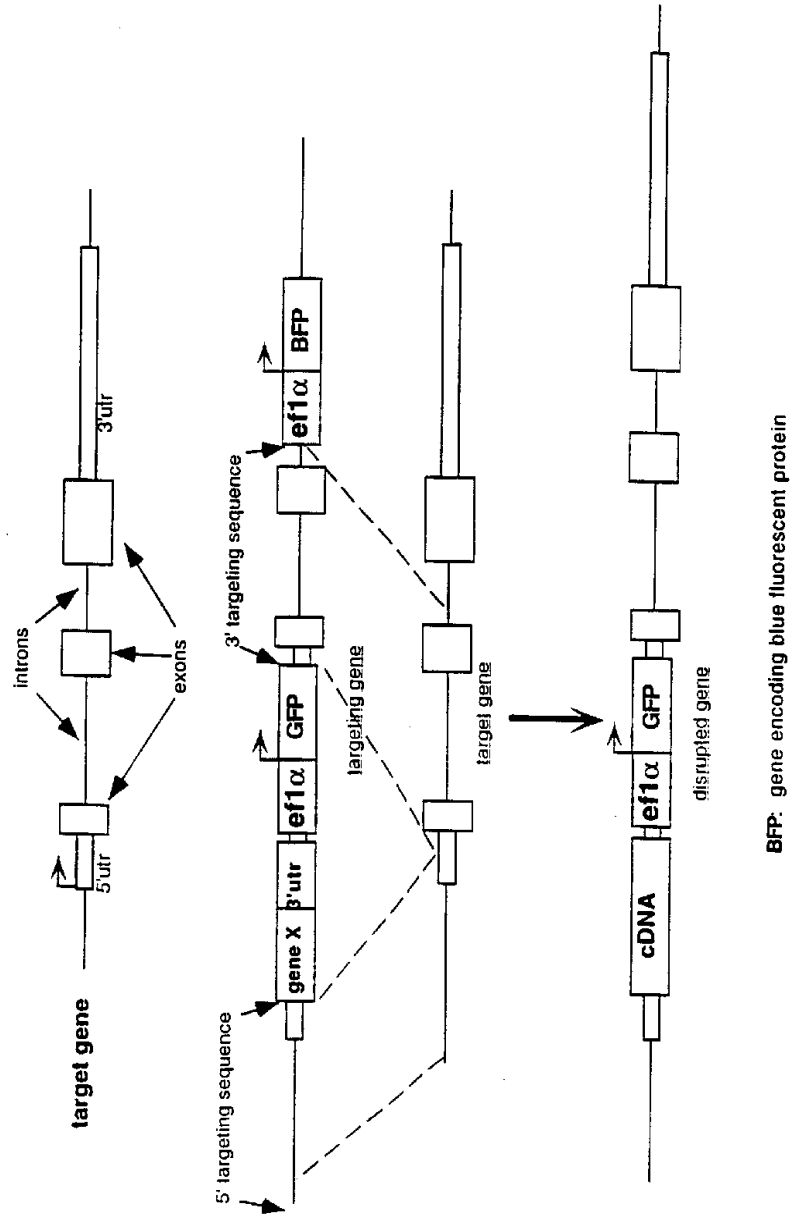 target gene
5'utr
introns
exons
3'utr
5' targeting sequence
3' targeting sequence
gene X
3'utr
ef1α
GFP
ef1α
BFP
targeting gene
target gene
cDNA
ef1α
GFP
disrupted gene
BFP: gene encoding blue fluorescent protein